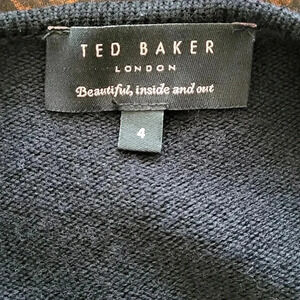 TED BAKER
LONDON
Beautiful, inside and out
4